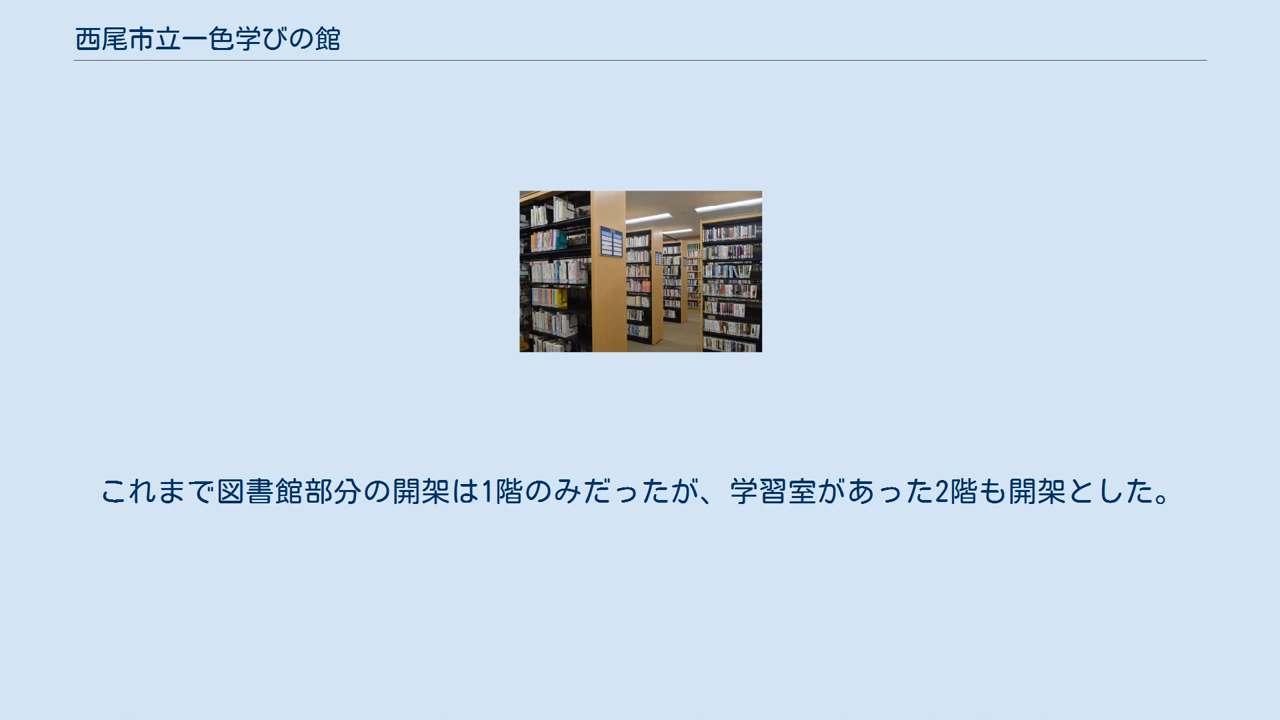 西尾市立一色学びの館
これまで図書館部分の開架は1階のみだったが、学習室があった2階も開架とした。